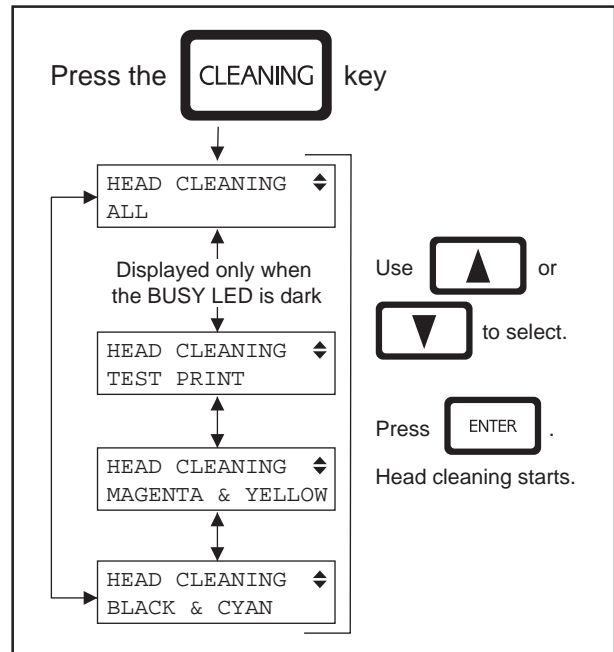 Press the CLEANING key
HEAD CLEANING
ALL
Displayed only when
the BUSY LED is dark
HEAD CLEANING
TEST PRINT
HEAD CLEANING
MAGENTA & YELLOW
HEAD CLEANING
BLACK & CYAN
Use or
to select.
Press ENTER .
Head cleaning starts.